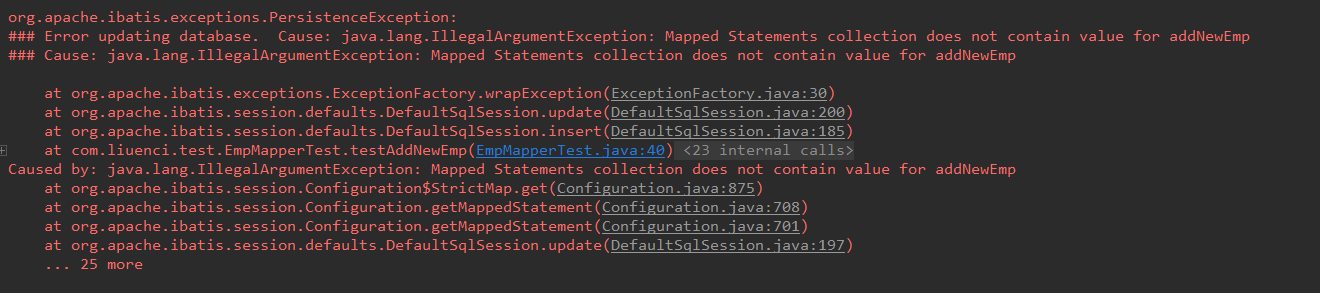 org.apache.ibatis.exceptions.PersistenceException:
### Error updating database.  Cause: java.lang.IllegalArgumentException: Mapped Statements collection does not contain value for addNewEmp
### Cause: java.lang.IllegalArgumentException: Mapped Statements collection does not contain value for addNewEmp
at org.apache.ibatis.exceptions.ExceptionFactory.wrapException(ExceptionFactory.java:30)
at org.apache.ibatis.session.defaults.DefaultSqlSession.update(DefaultSqlSession.java:200)
at org.apache.ibatis.session.defaults.DefaultSqlSession.insert(DefaultSqlSession.java:185)
at com.liuenci.test.EmpMapperTest.testAddNewEmp(EmpMapperTest.java:40) <23 internal calls>
Caused by: java.lang.IllegalArgumentException: Mapped Statements collection does not contain value for addNewEmp
at org.apache.ibatis.session.Configuration$StrictMap.get(Configuration.java:875)
at org.apache.ibatis.session.Configuration.getMappedStatement(Configuration.java:708)
at org.apache.ibatis.session.Configuration.getMappedStatement(Configuration.java:701)
at org.apache.ibatis.session.defaults.DefaultSqlSession.update(DefaultSqlSession.java:197)
... 25 more